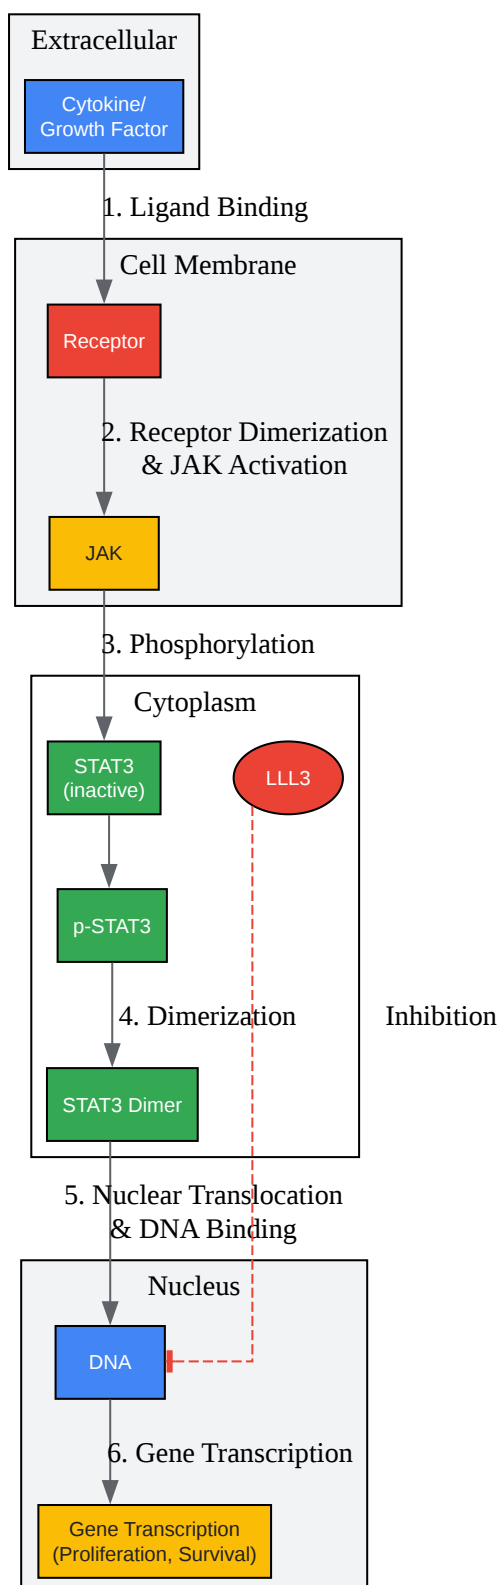 Extracellular
Cytokine/
Growth Factor
1. Ligand Binding
Cell Membrane
Receptor
2. Receptor Dimerization
& JAK Activation
JAK
3. Phosphorylation
Cytoplasm
STAT3
(inactive)
LLL3
p-STAT3
4. Dimerization
Inhibition
STAT3 Dimer
5. Nuclear Translocation
& DNA Binding
Nucleus
DNA
6. Gene Transcription
Gene Transcription
(Proliferation, Survival)